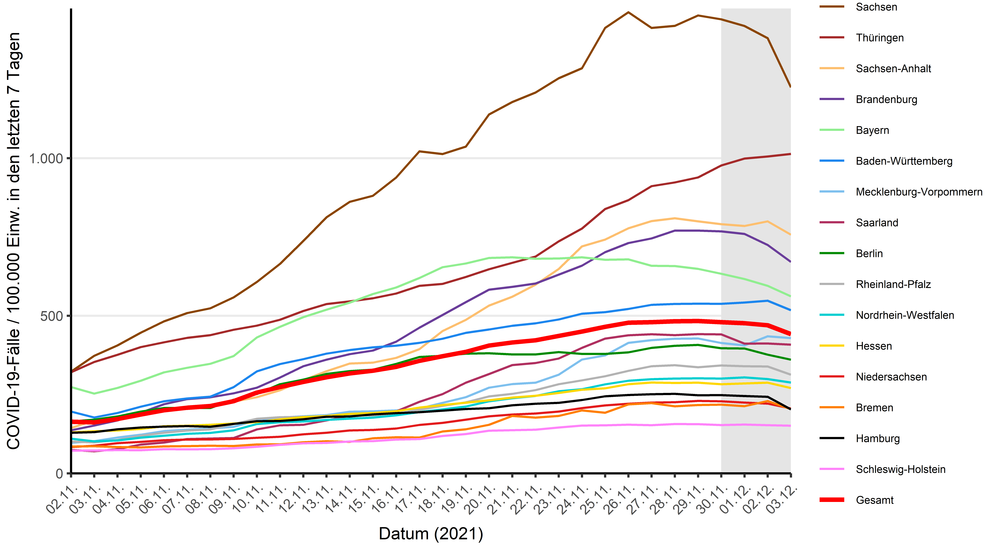 COVID-19-Fälle / 100.000 Einw. in den letzten 7 Tagen
1.000
500
0
02.11.
03.11.
04.11.
05.11.
06.11.
07.11.
08.11.
09.11.
10.11.
11.11.
12.11.
13.11.
14.11.
15.11.
16.11.
17.11.
18.11.
19.11.
20.11.
21.11.
22.11.
23.11.
24.11.
25.11.
26.11.
27.11.
28.11.
29.11.
30.11.
01.12.
02.12.
03.12.
Datum (2021)
Sachsen
Thüringen
Sachsen-Anhalt
Brandenburg
Bayern
Baden-Württemberg
Mecklenburg-Vorpommern
Saarland
Berlin
Rheinland-Pfalz
Nordrhein-Westfalen
Hessen
Niedersachsen
Bremen
Hamburg
Schleswig-Holstein
Gesamt